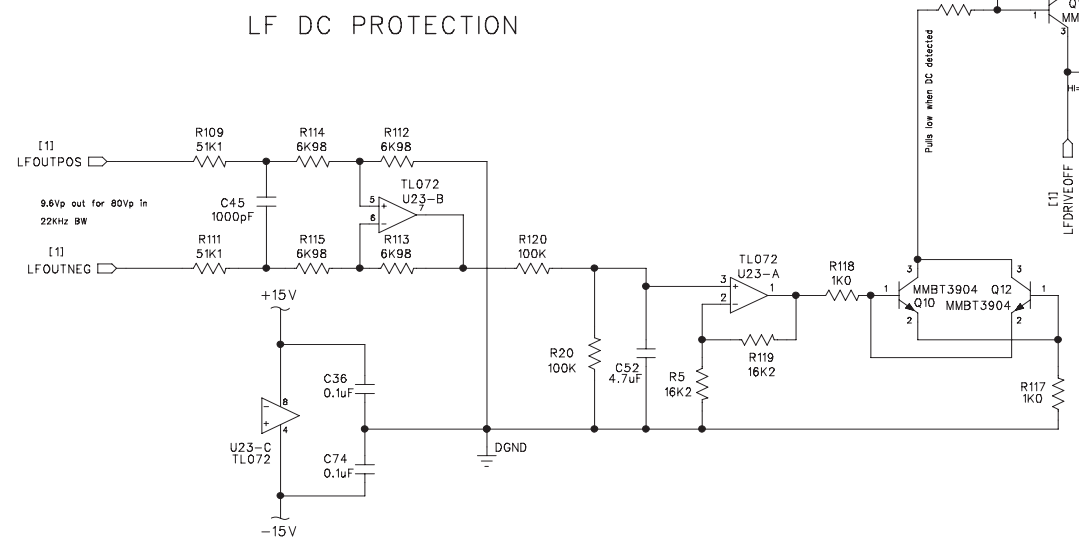 LF DC PROTECTION
Q1
MM
1
3
Pulls low when DC detected
HI=
[1]
LFDRIVEOFF
[1]
LFOUTPOS
R109
51K1
R114
6K98
R112
6K98
9.6Vp out for 80Vp in
22KHz BW
C45
1000pF
TL072
U23-B
5
+
6
−
7
[1]
LFOUTNEG
R111
51K1
R115
6K98
R113
6K98
R120
100K
+15V
TL072
U23-A
3
+
2
−
1
R118
1K0
3
1
MMBT3904
Q10
2
3
Q12
MMBT3904
1
2
R119
16K2
R20
100K
C52
4.7uF
R5
16K2
R117
1K0
C36
0.1uF
−
8
+
4
U23-C
TL072
C74
0.1uF
DGND
−15V